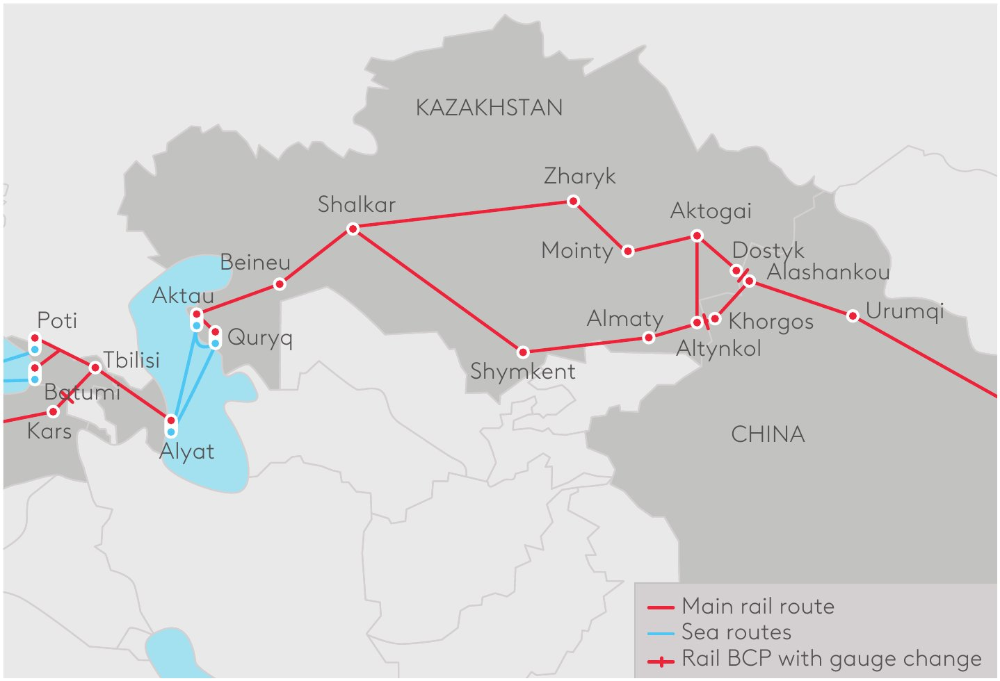 KAZAKHSTAN
Zharyk
Shalkar
Aktogai
Mointy
Dostyk
Beineu
Alashankou
Aktau
Urumqi
Poti
Almaty
Khorgos
Quryq
Altynkol
Tbilisi
Shymkent
Batumi
Kars
CHINA
Alyat
Main rail route
Sea routes
Rail BCP with gauge change